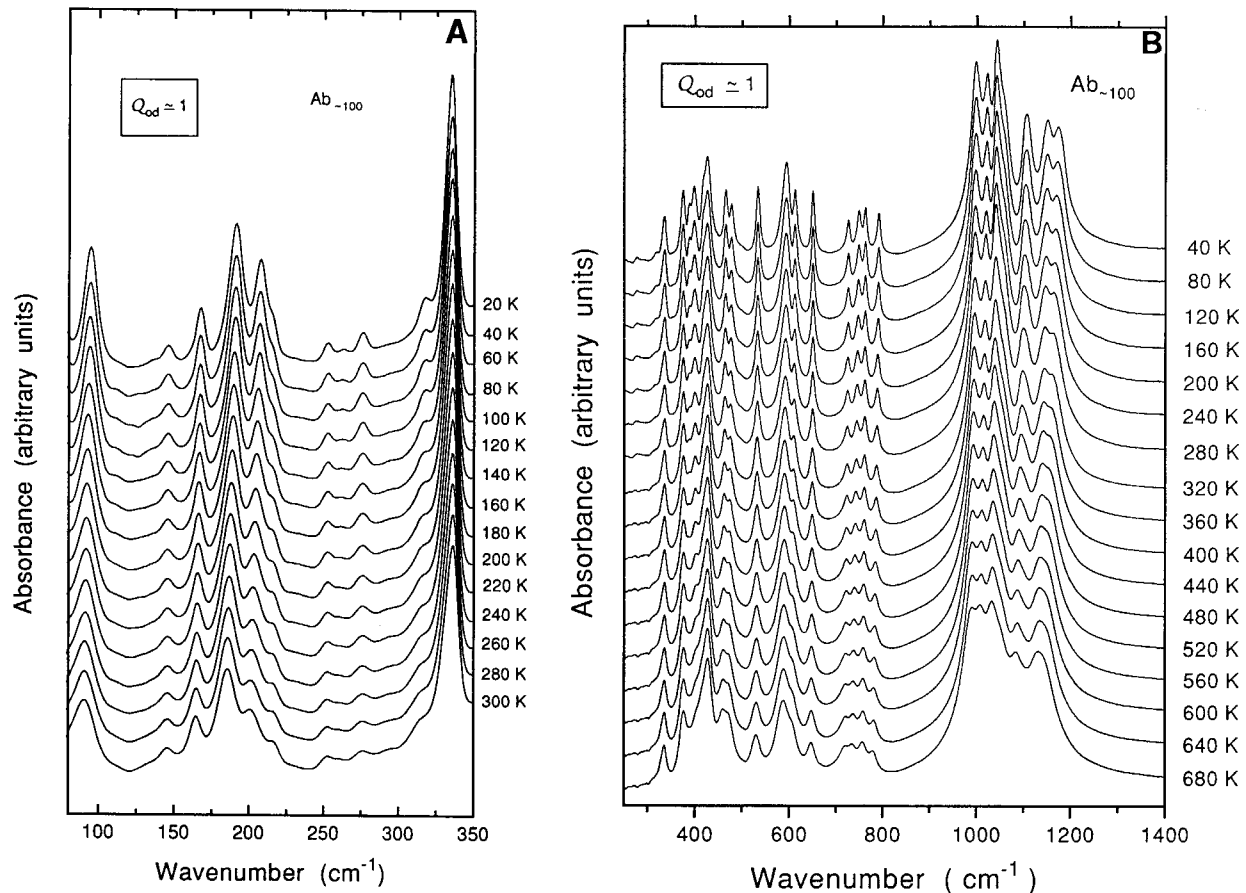 A
Q_od ≃ 1
Ab_~100
20 K
40 K
60 K
80 K
100 K
120 K
140 K
160 K
180 K
200 K
220 K
240 K
260 K
280 K
300 K
Absorbance (arbitrary units)
100 150 200 250 300 350
Wavenumber (cm⁻¹)
B
Q_od ≃ 1
Ab_~100
40 K
80 K
120 K
160 K
200 K
240 K
280 K
320 K
360 K
400 K
440 K
480 K
520 K
560 K
600 K
640 K
680 K
Absorbance (arbitrary units)
400 600 800 1000 1200 1400
Wavenumber ( cm⁻¹)